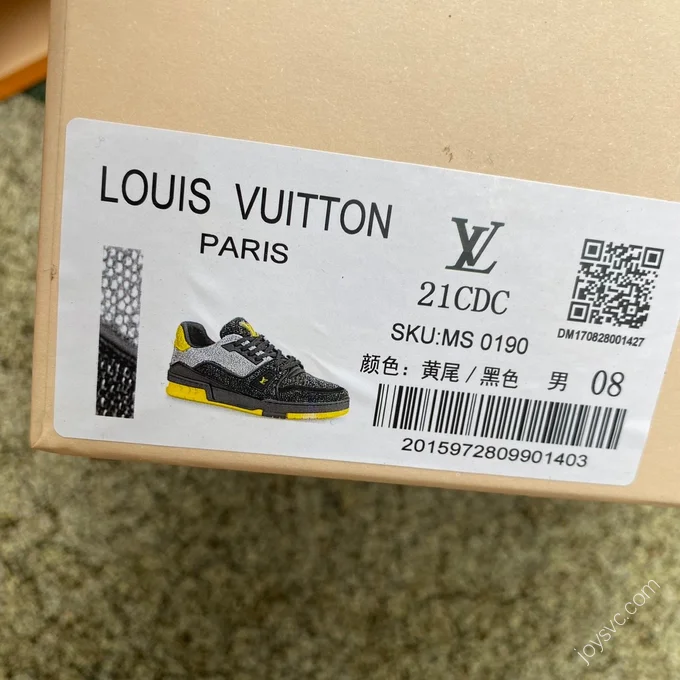 LOUIS VUITTON
PARIS
LV
21CDC
SKU:MS 0190
DM170828001427
颜色：黄尾 / 黑色 男 08
2015972809901403
joysvc.com